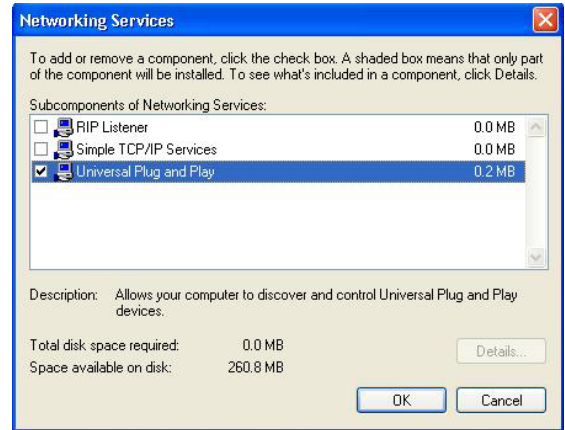 Networking Services
To add or remove a component, click the check box. A shaded box means that only part
of the component will be installed. To see what's included in a component, click Details.
Subcomponents of Networking Services:
RIP Listener 0.0 MB
Simple TCP/IP Services 0.0 MB
Universal Plug and Play 0.2 MB
Description: Allows your computer to discover and control Universal Plug and Play
devices.
Total disk space required: 0.0 MB
Space available on disk: 260.8 MB
Details...
OK Cancel